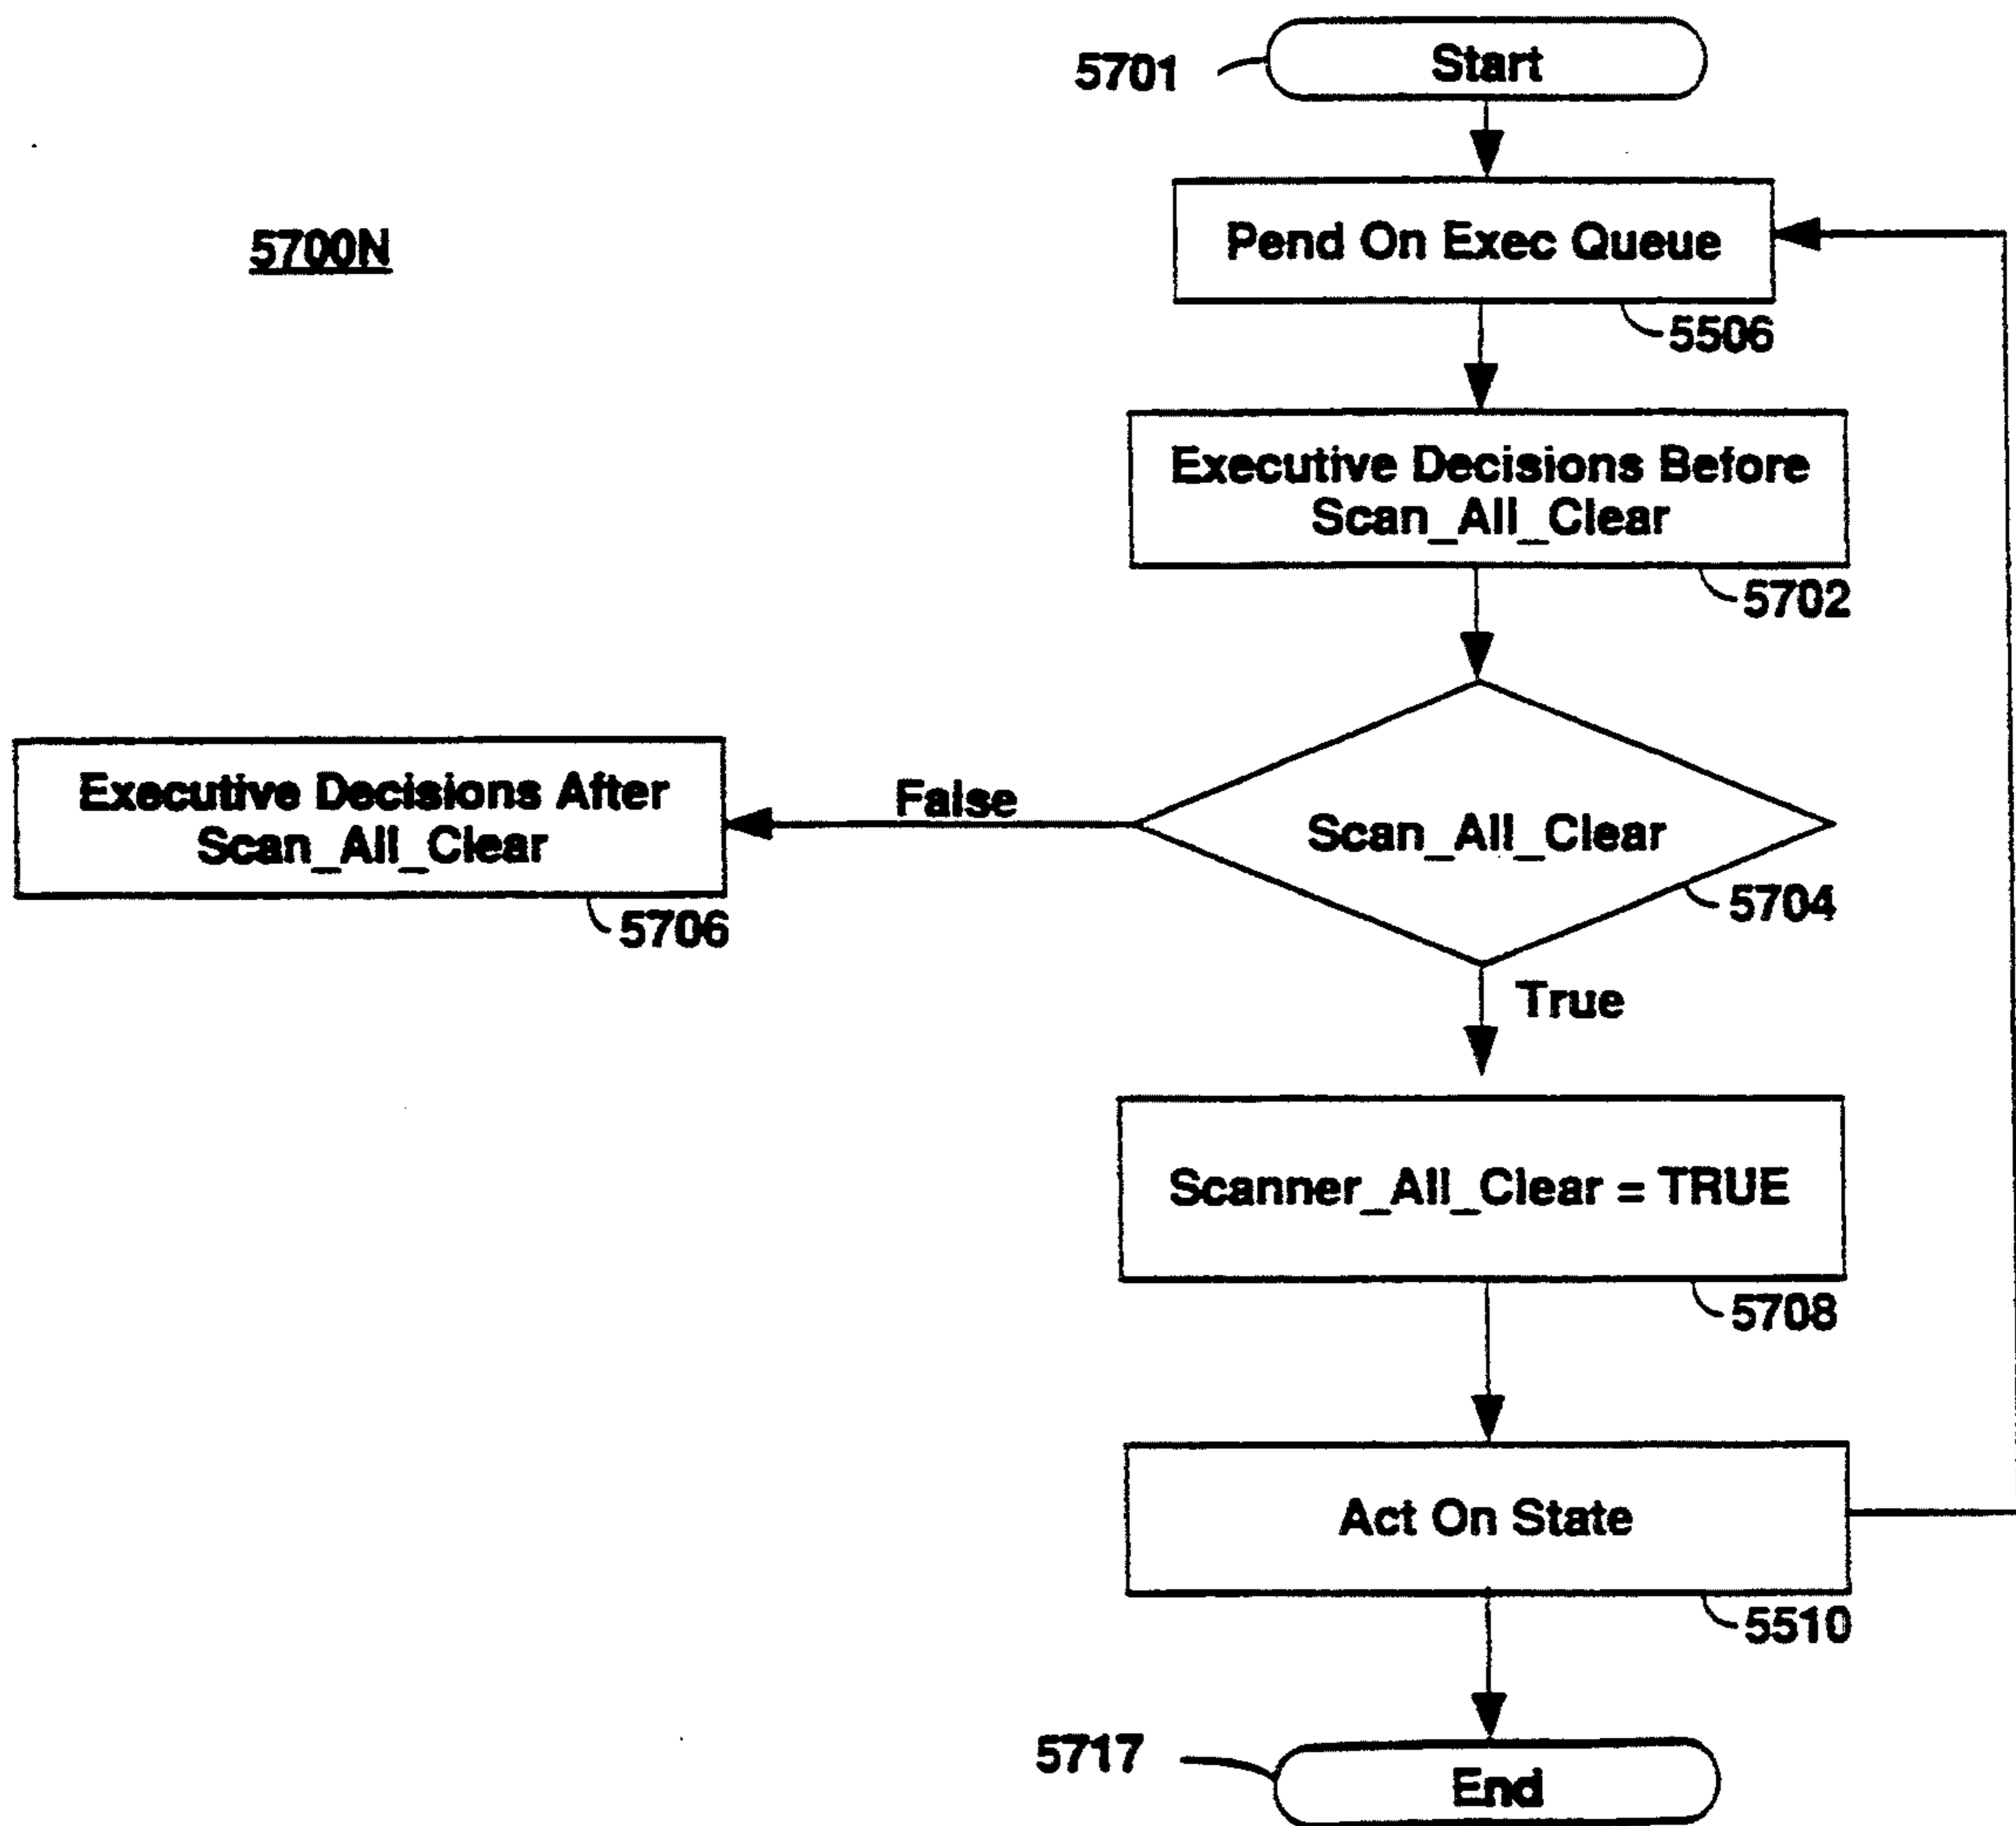 5701
Start
5700N
Pend On Exec Queue
5506
Executive Decisions Before
Scan_All_Clear
5702
Executive Decisions After
Scan_All_Clear
5706
False
Scan_All_Clear
5704
True
Scanner_All_Clear = TRUE
5708
Act On State
5510
5717
End